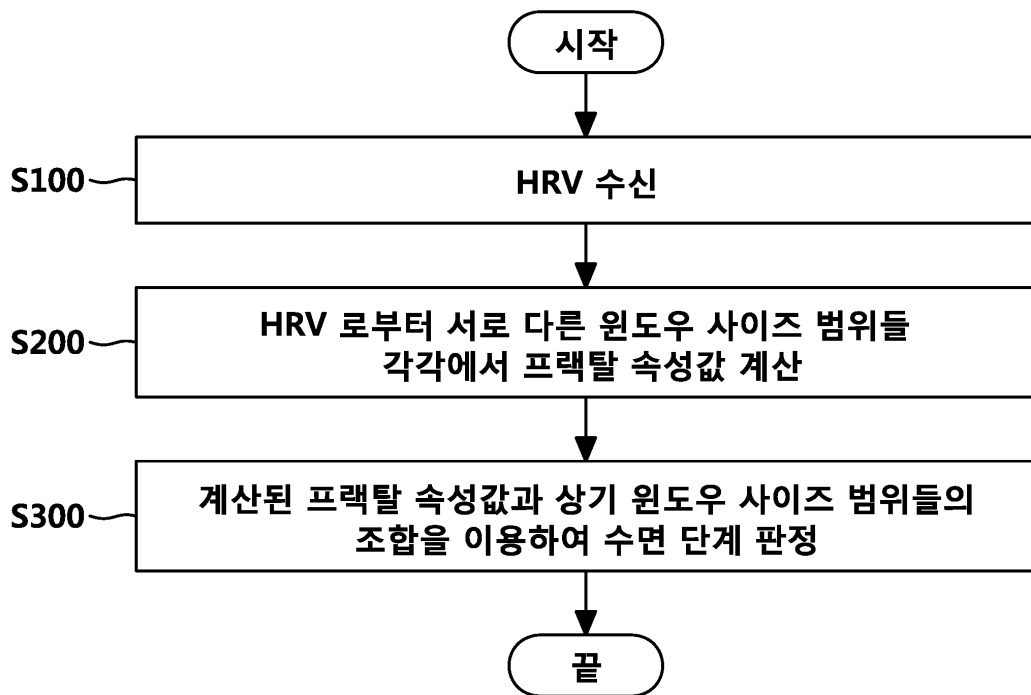 시작
S100
HRV 수신
S200
HRV 로부터 서로 다른 윈도우 사이즈 범위들
각각에서 프랙탈 속성값 계산
S300
계산된 프랙탈 속성값과 상기 윈도우 사이즈 범위들의
조합을 이용하여 수면 단계 판정
끝